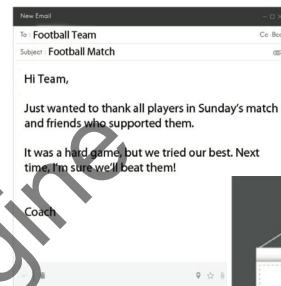 New Email
To : Football Team
Cc Bcc
Subject : Football Match
Hi Team,
Just wanted to thank all players in Sunday's match
and friends who supported them.
It was a hard game, but we tried our best. Next
time, I'm sure we'll beat them!
Coach